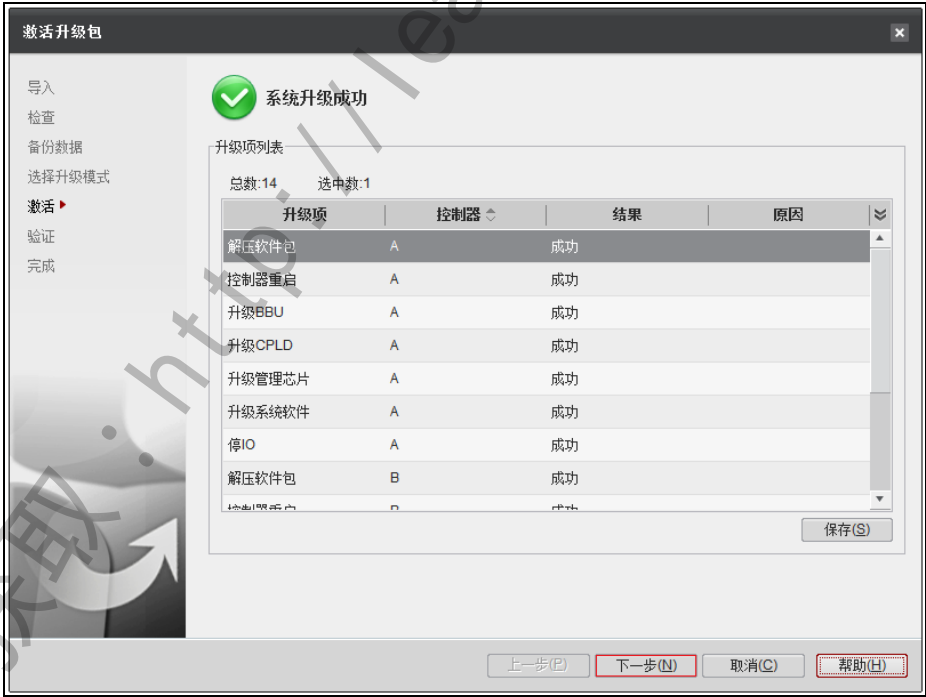 激活升级包
导入
检查
备份数据
选择升级模式
激活
验证
完成
系统升级成功
升级项列表
总数:14 选中数:1
升级项 控制器 结果 原因
解压软件包 A 成功
控制器重启 A 成功
升级BBU A 成功
升级CPLD A 成功
升级管理芯片 A 成功
升级系统软件 A 成功
停IO A 成功
解压软件包 B 成功
保存(S)
上一步(P) 下一步(N) 取消(C) 帮助(H)
取:http://lea